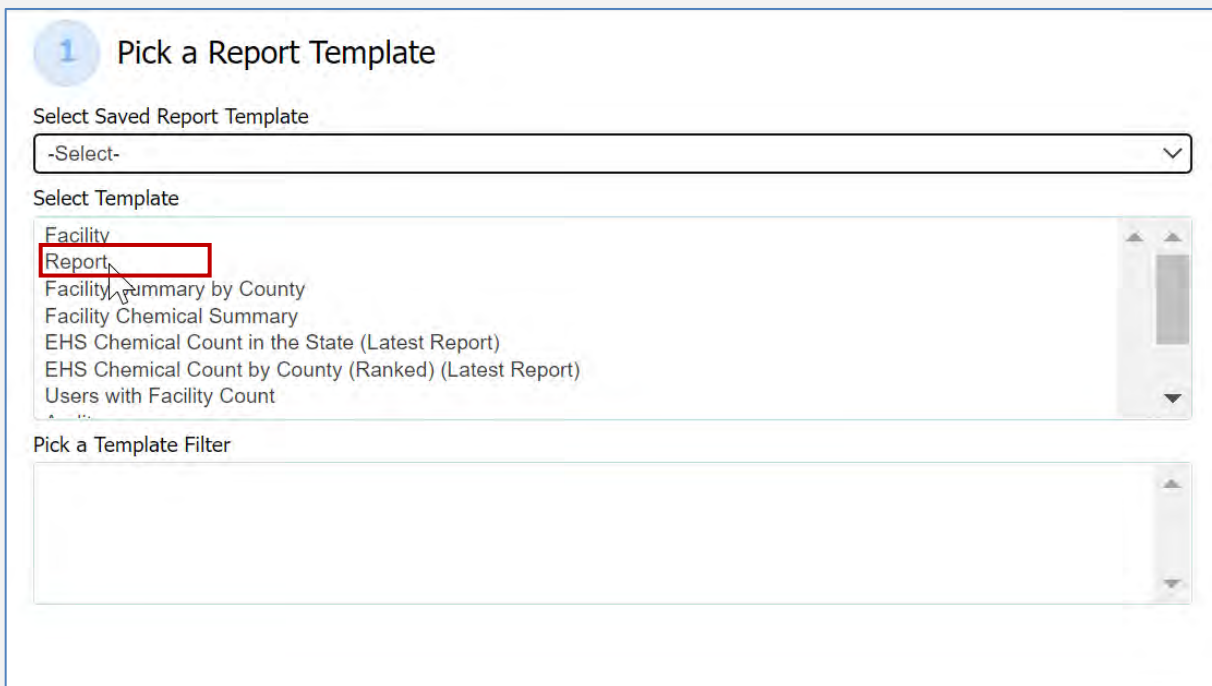 1 Pick a Report Template
Select Saved Report Template
-Select-
Select Template
Facility
Report
Facility Summary by County
Facility Chemical Summary
EHS Chemical Count in the State (Latest Report)
EHS Chemical Count by County (Ranked) (Latest Report)
Users with Facility Count
Pick a Template Filter